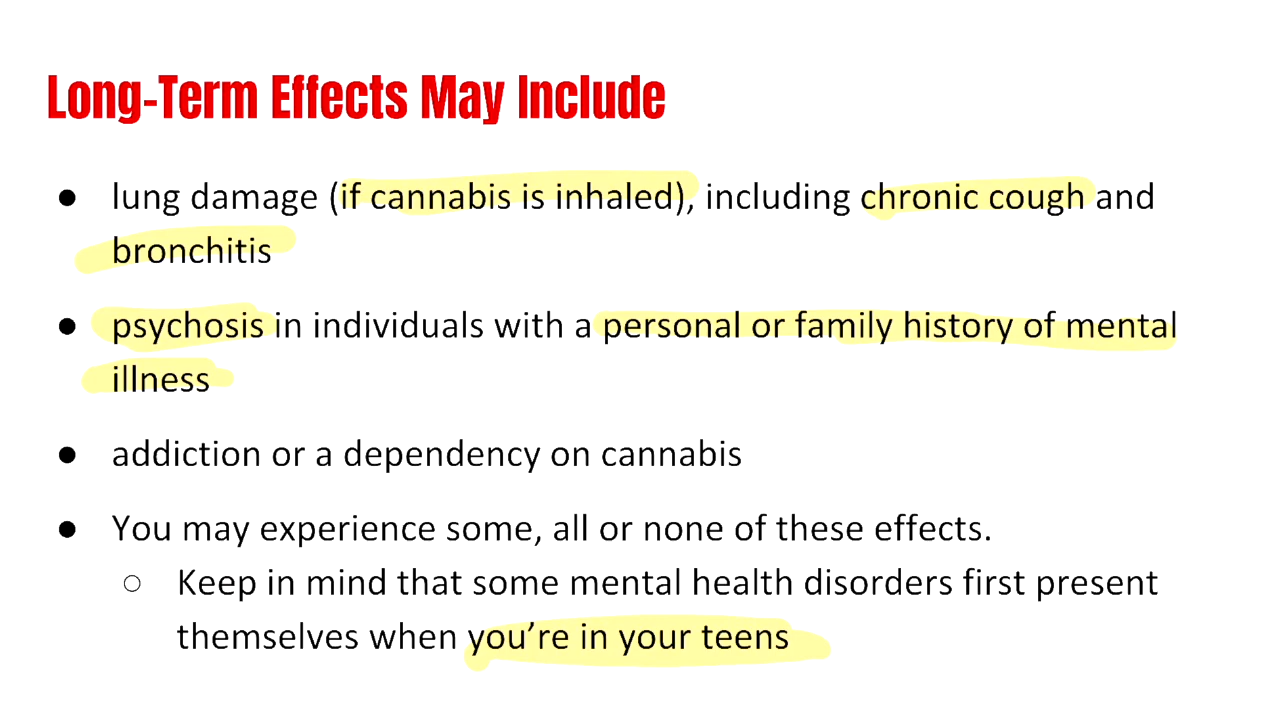 Long-Term Effects May Include
● lung damage (if cannabis is inhaled), including chronic cough and
bronchitis
● psychosis in individuals with a personal or family history of mental
illness
● addiction or a dependency on cannabis
● You may experience some, all or none of these effects.
○ Keep in mind that some mental health disorders first present
themselves when you’re in your teens